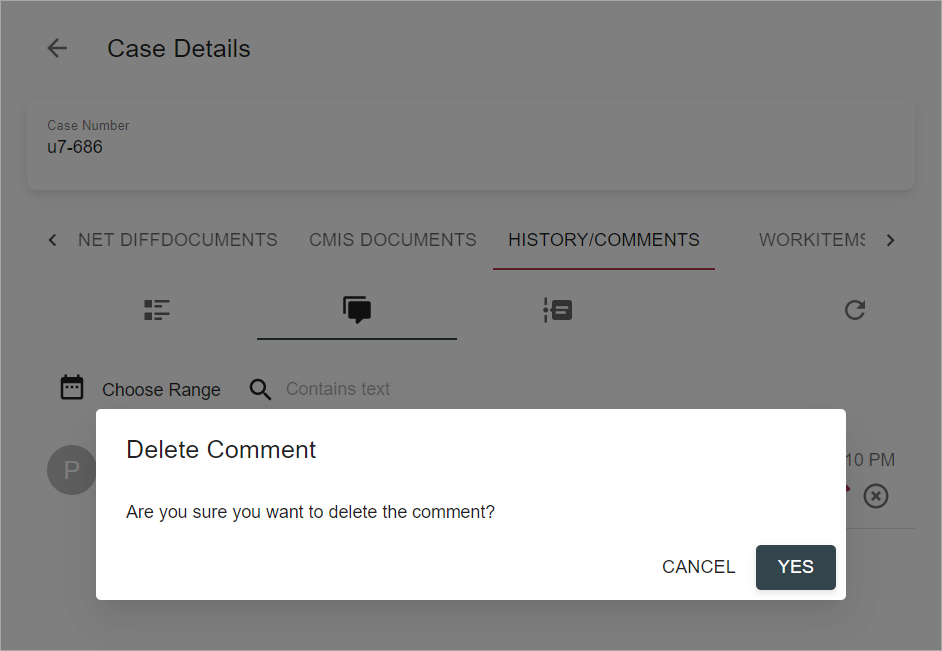 Case Details
Case Number
u7-686
NET DIFFDOCUMENTS CMIS DOCUMENTS HISTORY/COMMENTS WORKITEMS
Choose Range Contains text
P
10 PM
Delete Comment
Are you sure you want to delete the comment?
CANCEL YES